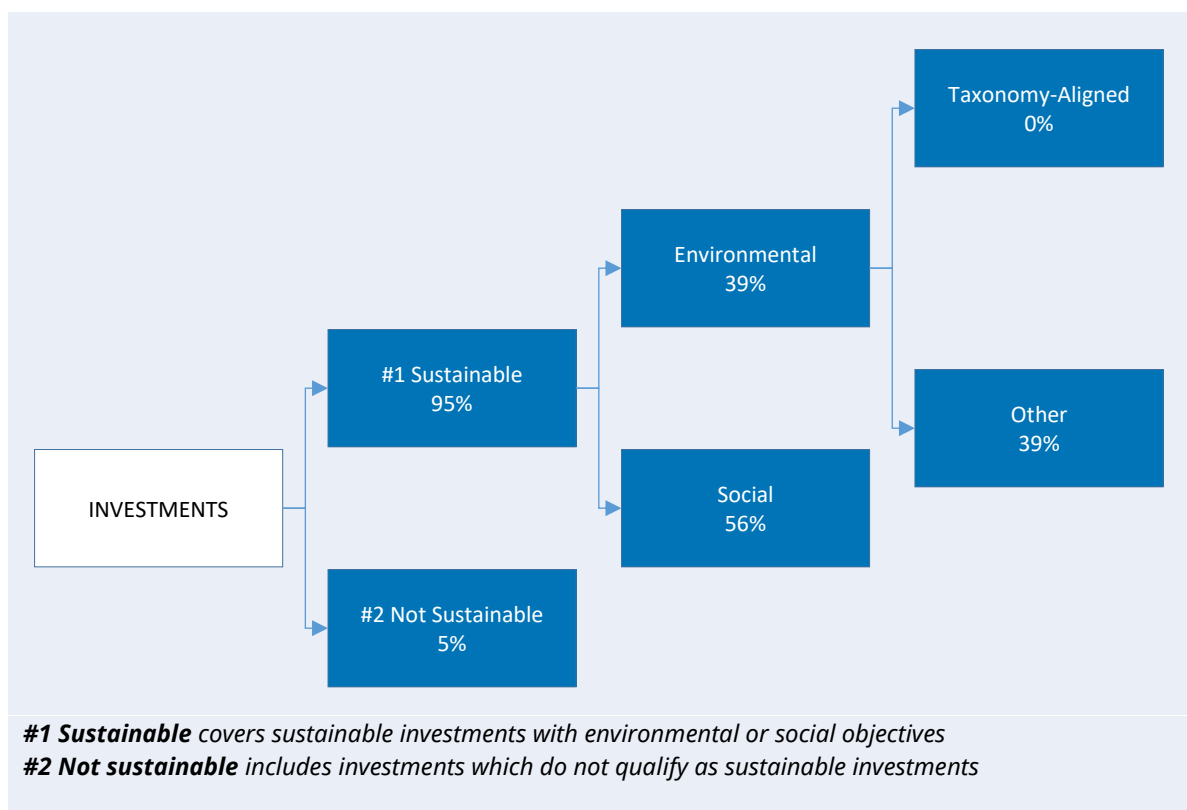 Taxonomy-Aligned
0%
Environmental
39%
#1 Sustainable
95%
Other
39%
INVESTMENTS
Social
56%
#2 Not Sustainable
5%
#1 Sustainable covers sustainable investments with environmental or social objectives
#2 Not sustainable includes investments which do not qualify as sustainable investments